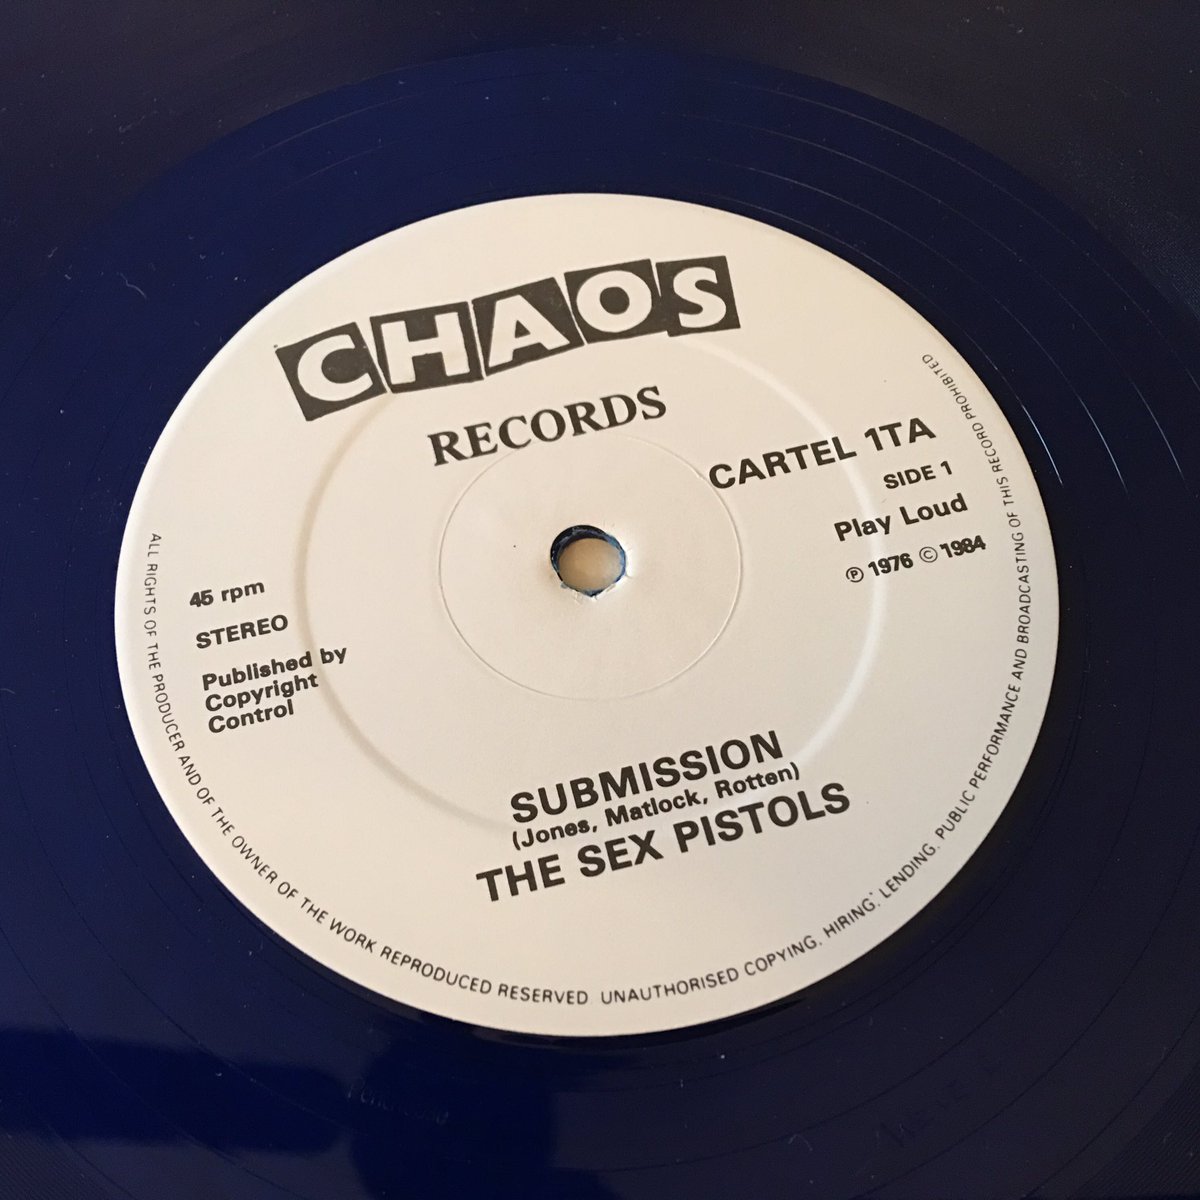 CHAOS
RECORDS
CARTEL 1TA
SIDE 1
Play Loud
℗ 1976 © 1984
45 rpm
STEREO
Published by
Copyright
Control
SUBMISSION
(Jones, Matlock, Rotten)
THE SEX PISTOLS
ALL RIGHTS OF THE PRODUCER AND OF THE OWNER OF THE WORK REPRODUCED RESERVED. UNAUTHORISED COPYING, HIRING, LENDING, PUBLIC PERFORMANCE AND BROADCASTING OF THIS RECORD PROHIBITED